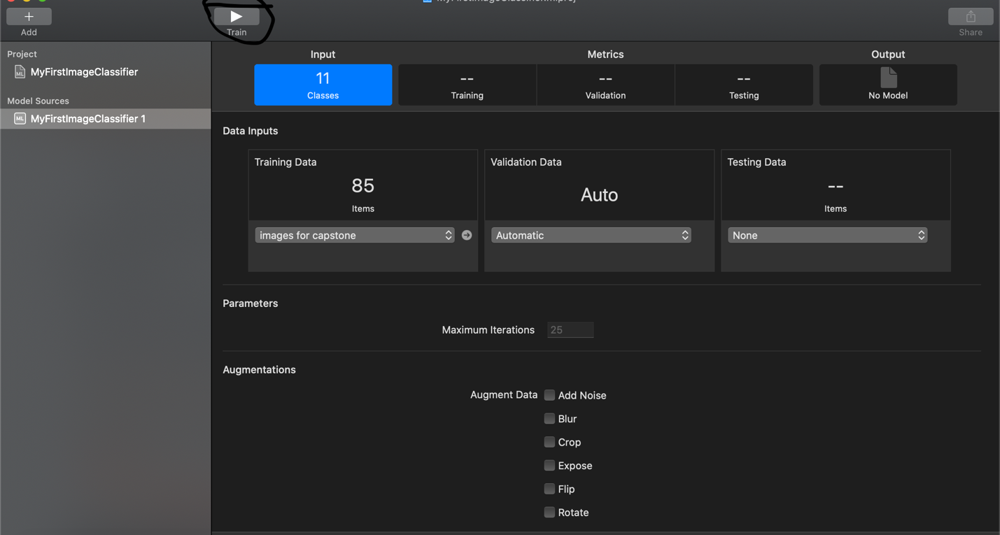 Add
Train
Share
Project
MyFirstImageClassifier
Model Sources
ML MyFirstImageClassifier 1
Input
Metrics
Output
11
Classes
--
Training
--
Validation
--
Testing
No Model
Data Inputs
Training Data
85
Items
images for capstone
Validation Data
Auto
Automatic
Testing Data
--
Items
None
Parameters
Maximum Iterations 25
Augmentations
Augment Data
Add Noise
Blur
Crop
Expose
Flip
Rotate